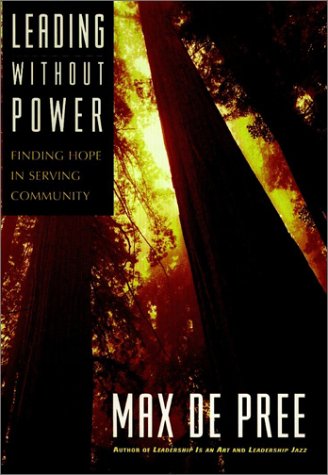 LEADING
WITHOUT
POWER
FINDING HOPE
IN SERVING
COMMUNITY
MAX DE PREE
AUTHOR OF LEADERSHIP IS AN ART AND LEADERSHIP JAZZ